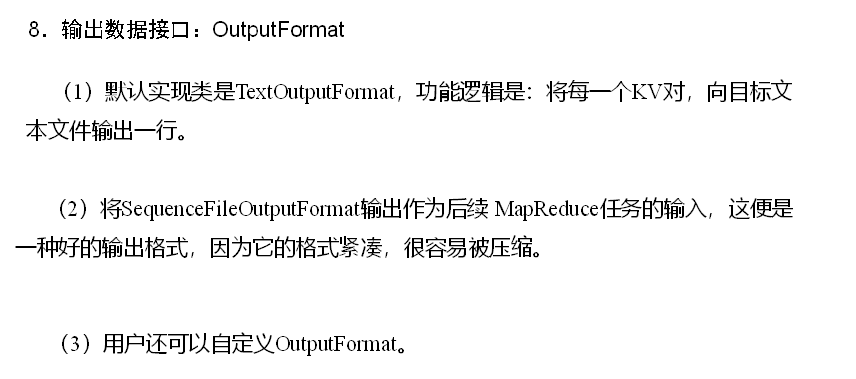 8．输出数据接口：OutputFormat
（1）默认实现类是TextOutputFormat，功能逻辑是：将每一个KV对，向目标文
本文件输出一行。
（2）将SequenceFileOutputFormat输出作为后续 MapReduce任务的输入，这便是
一种好的输出格式，因为它的格式紧凑，很容易被压缩。
（3）用户还可以自定义OutputFormat。